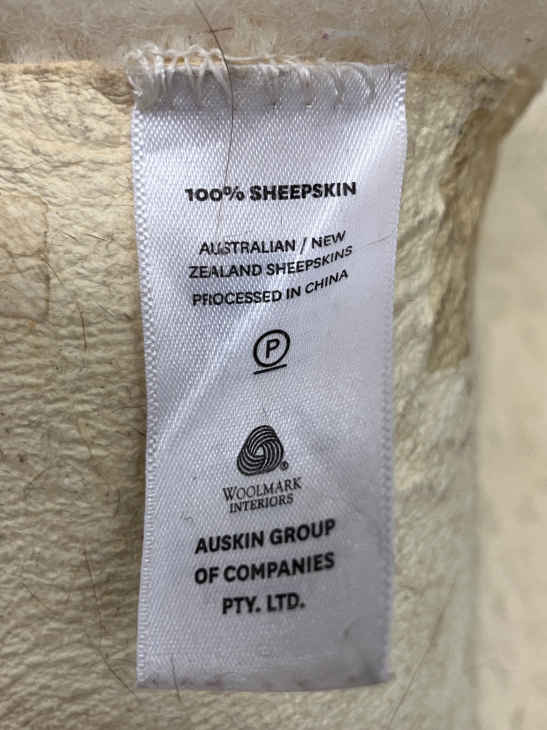 100% SHEEPSKIN
AUSTRALIAN / NEW
ZEALAND SHEEPSKINS
PROCESSED IN CHINA
P
WOOLMARK
INTERIORS
AUSKIN GROUP
OF COMPANIES
PTY. LTD.